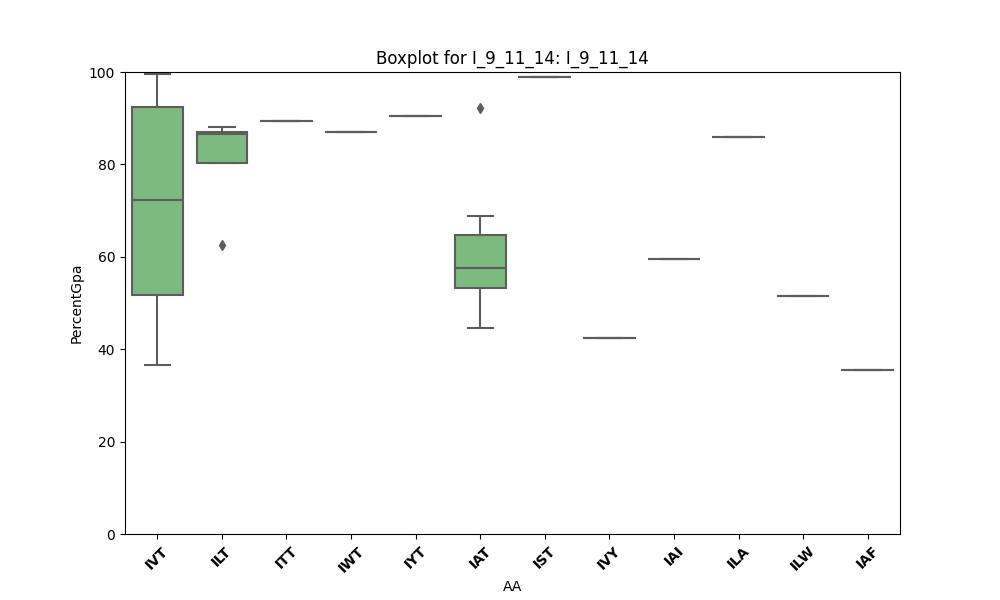 Boxplot for I_9_11_14: I_9_11_14
100
80
60
40
20
0
PercentGpa
IVT ILT ITT IWT IYT IAT IST IVY IAI ILA ILW IAF
AA